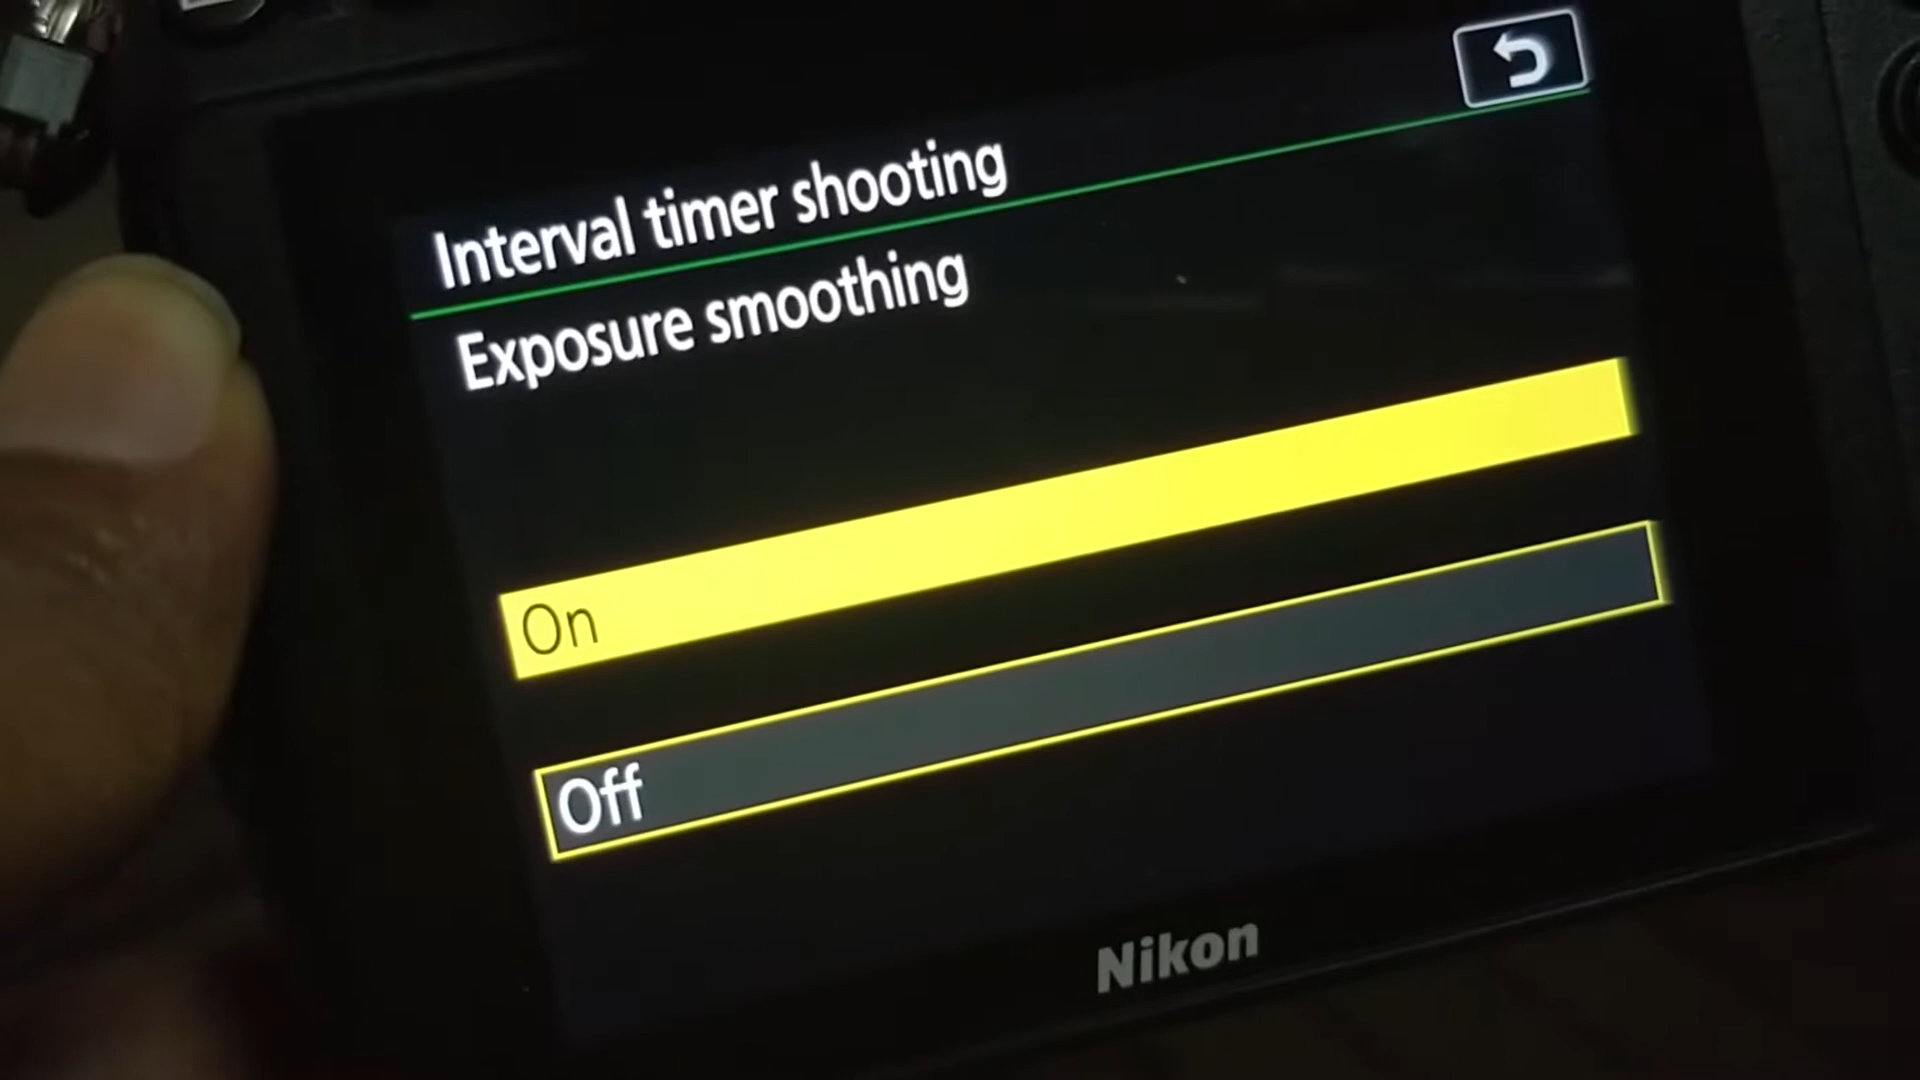 Interval timer shooting
Exposure smoothing
On
Off
Nikon